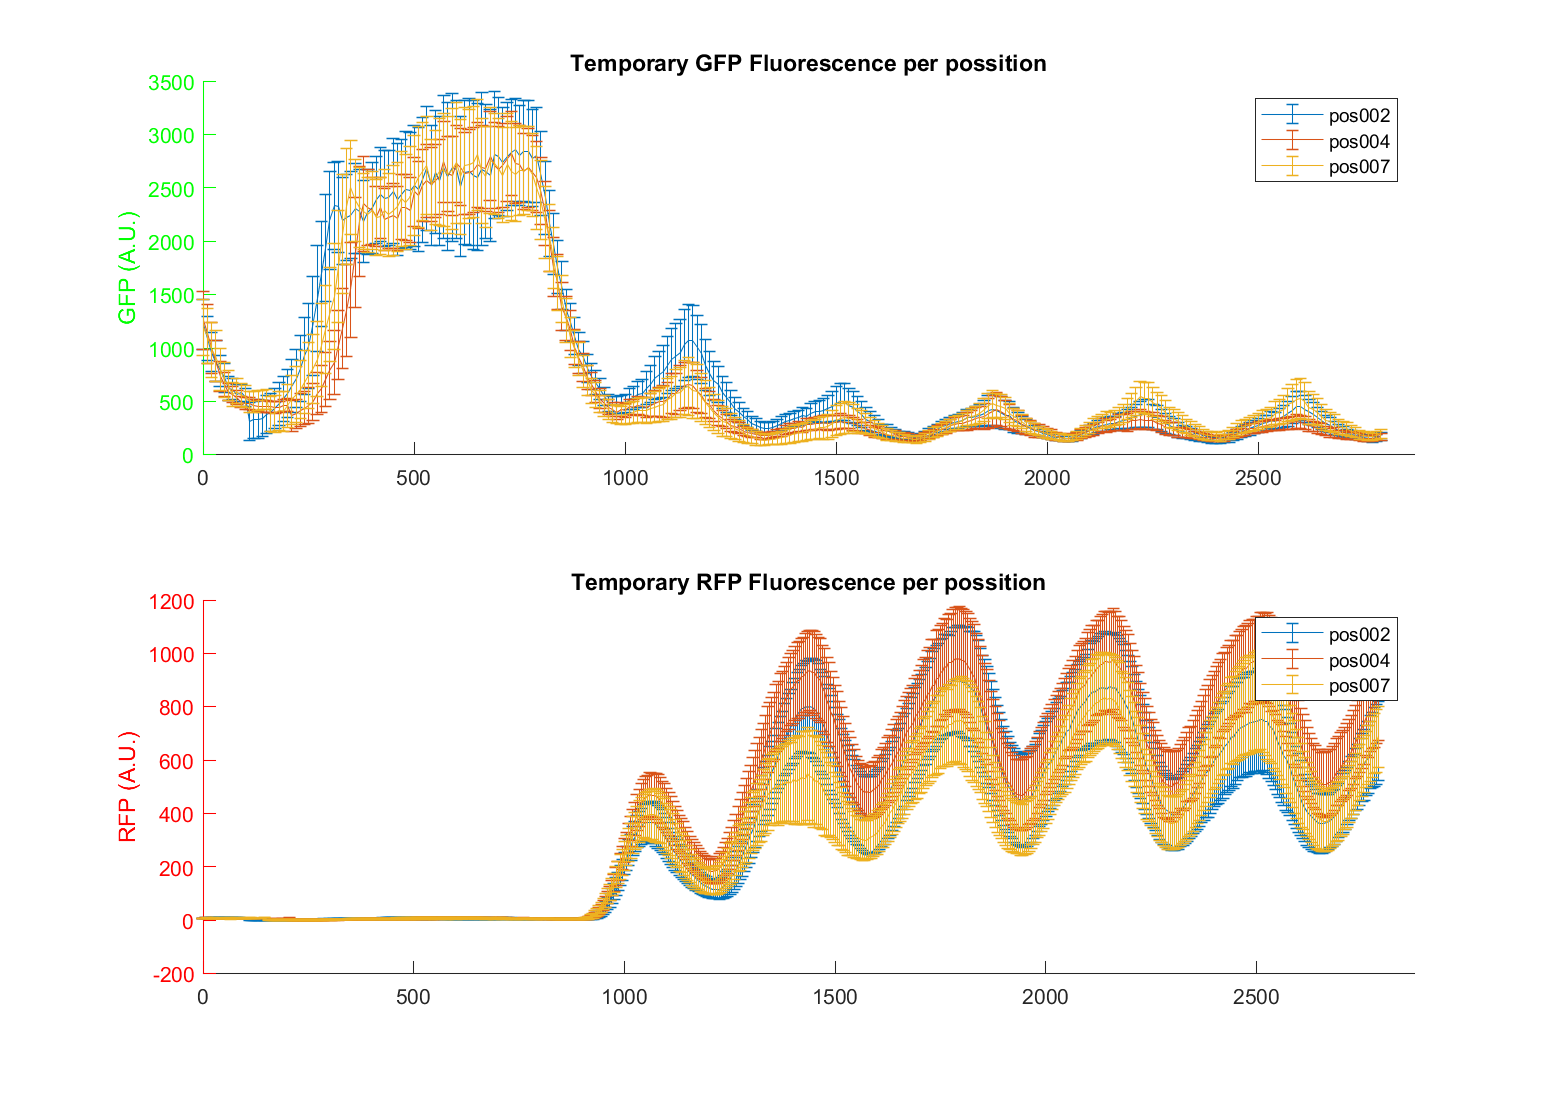 Temporary GFP Fluorescence per possition
GFP (A.U.)
3500
3000
2500
2000
1500
1000
500
0
0 500 1000 1500 2000 2500
pos002
pos004
pos007
Temporary RFP Fluorescence per possition
RFP (A.U.)
1200
1000
800
600
400
200
0
-200
0 500 1000 1500 2000 2500
pos002
pos004
pos007